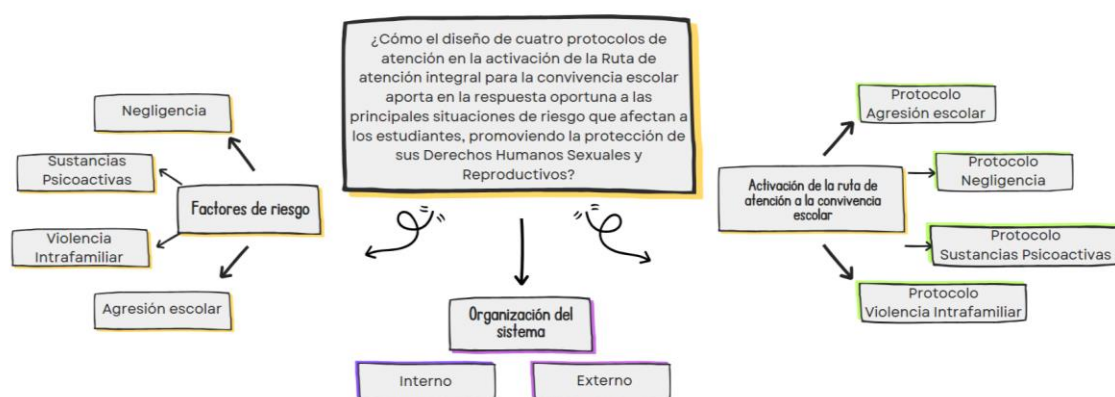 ¿Cómo el diseño de cuatro protocolos de
atención en la activación de la Ruta de
atención integral para la convivencia escolar
aporta en la respuesta oportuna a las
principales situaciones de riesgo que afectan a
los estudiantes, promoviendo la protección de
sus Derechos Humanos Sexuales y
Reproductivos?
Negligencia
Sustancias
Psicoactivas
Factores de riesgo
Violencia
Intrafamiliar
Agresión escolar
Organización del
sistema
Interno
Externo
Activación de la ruta de
atención a la convivencia
escolar
Protocolo
Agresión escolar
Protocolo
Negligencia
Protocolo
Sustancias Psicoactivas
Protocolo
Violencia Intrafamiliar